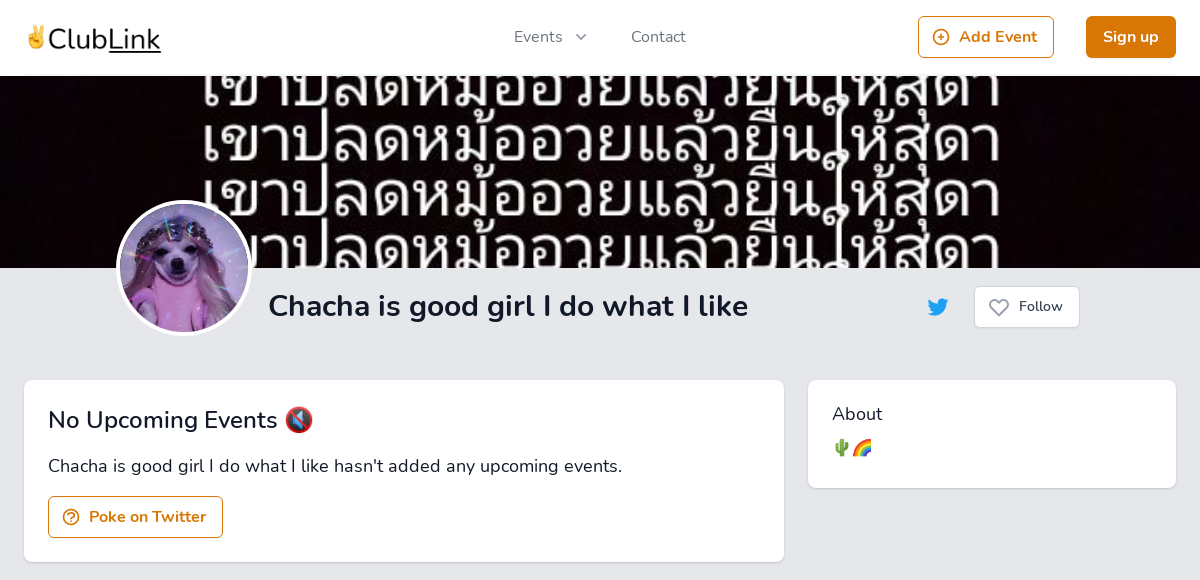 ✌️ClubLink
Events
Contact
Add Event
Sign up
เขาปลดหม้ออวยแล้วยืนให้สุดา
เขาปลดหม้ออวยแล้วยืนให้สุดา
เขาปลดหม้ออวยแล้วยืนให้สุดา
เขาปลดหม้ออวยแล้วยืนให้สุดา
Chacha is good girl I do what I like
Follow
No Upcoming Events 🔇
Chacha is good girl I do what I like hasn't added any upcoming events.
Poke on Twitter
About
🌵🌈